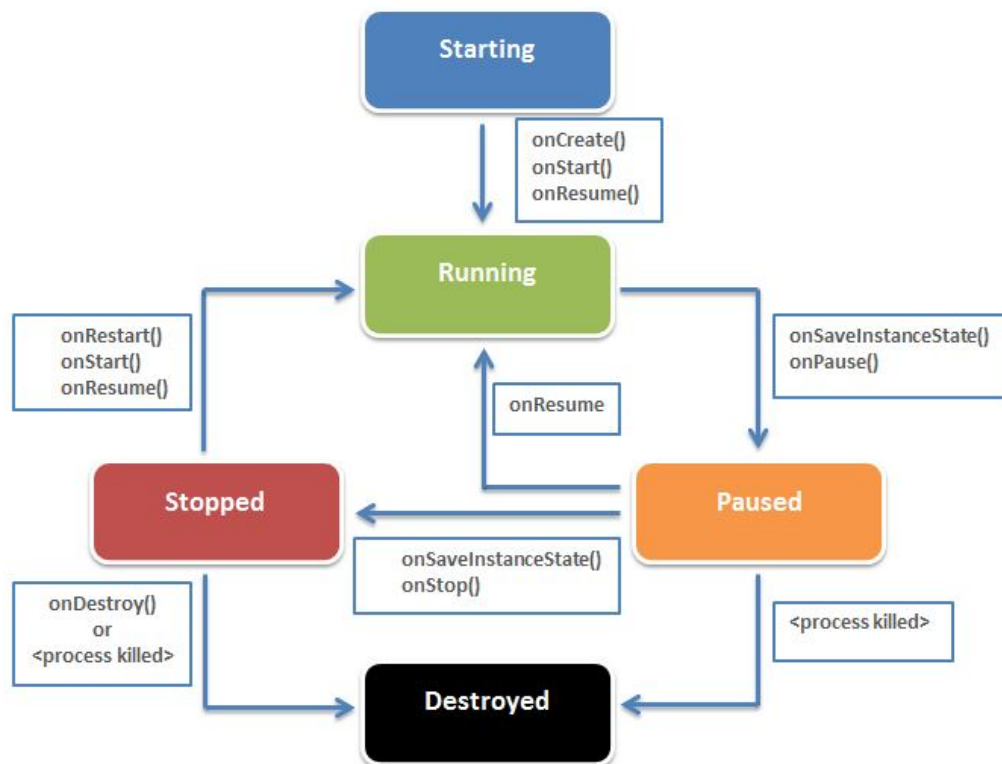 Starting
onCreate()
onStart()
onResume()
Running
onRestart()
onStart()
onResume()
onSaveInstanceState()
onPause()
onResume
Stopped
Paused
onSaveInstanceState()
onStop()
onDestroy()
or
<process killed>
<process killed>
Destroyed